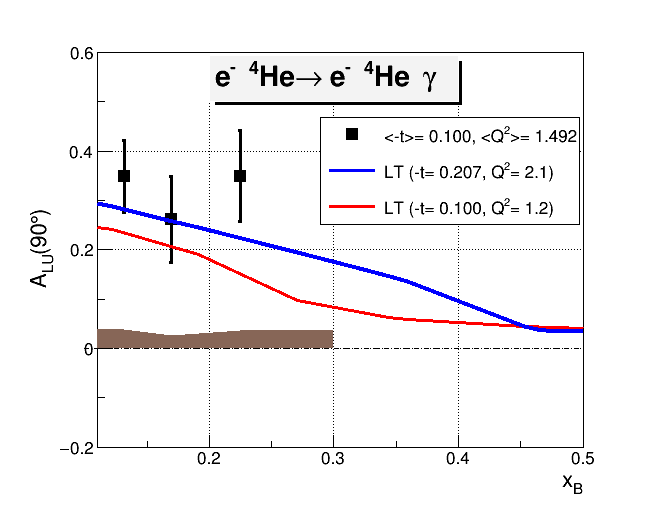 e⁻ ⁴He→ e⁻ ⁴He γ
<-t>= 0.100, <Q²>= 1.492
LT (-t= 0.207, Q²= 2.1)
LT (-t= 0.100, Q²= 1.2)
A_LU(90°)
0.6
0.4
0.2
0
−0.2
0.2 0.3 0.4 0.5
x_B